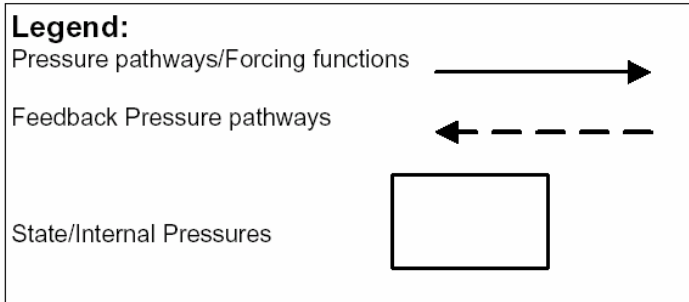 Legend:
Pressure pathways/Forcing functions
Feedback Pressure pathways
State/Internal Pressures